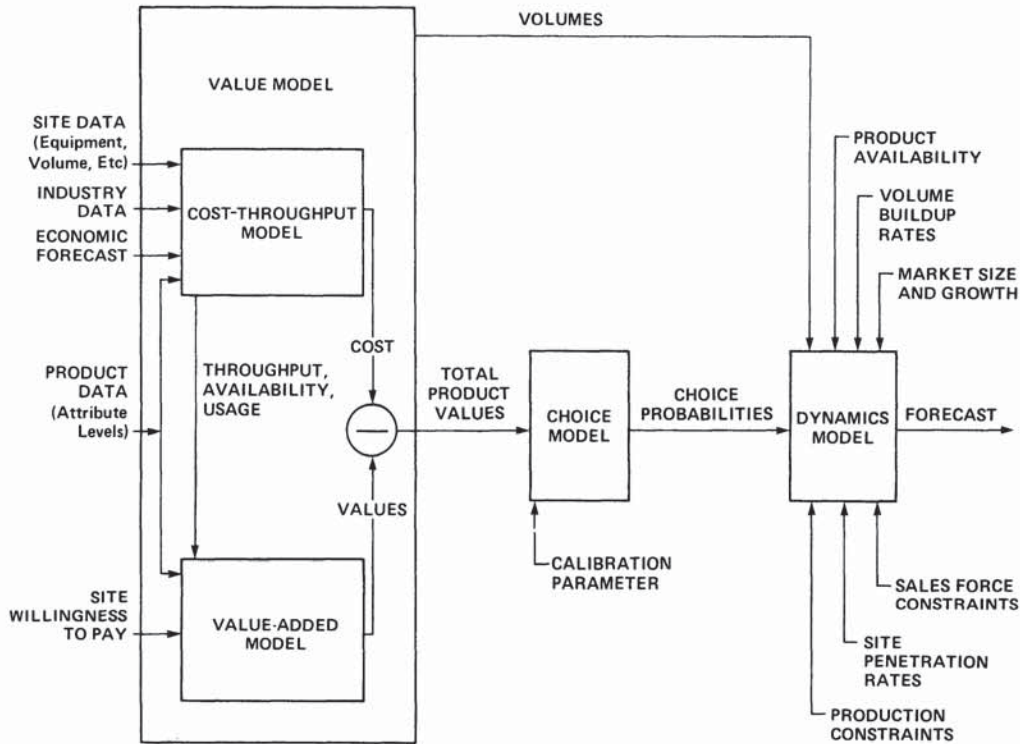 VOLUMES
VALUE MODEL
SITE DATA
(Equipment,
Volume, Etc)
INDUSTRY
DATA
ECONOMIC
FORECAST
COST-THROUGHPUT
MODEL
PRODUCT
AVAILABILITY
VOLUME
BUILDUP
RATES
MARKET SIZE
AND GROWTH
PRODUCT
DATA
(Attribute
Levels)
THROUGHPUT,
AVAILABILITY,
USAGE
COST
VALUES
TOTAL
PRODUCT
VALUES
CHOICE
MODEL
CHOICE
PROBABILITIES
DYNAMICS
MODEL
FORECAST
CALIBRATION
PARAMETER
SITE
WILLINGNESS
TO PAY
VALUE-ADDED
MODEL
SALES FORCE
CONSTRAINTS
SITE
PENETRATION
RATES
PRODUCTION
CONSTRAINTS